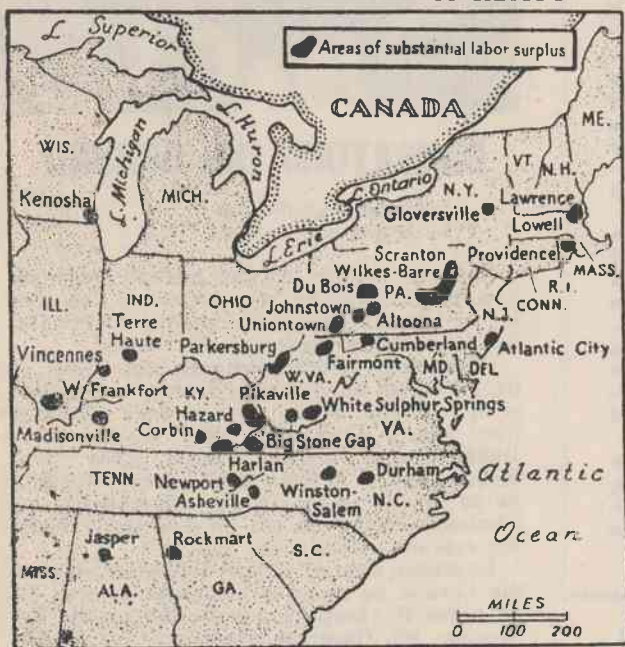 L. Superior
Areas of substantial labor surplus
CANADA
ME.
WIS.
L. Michigan
L. Huron
MICH.
L. Ontario
N.Y.
VT.
N.H.
Kenosha
Gloversville
Lawrence
Lowell
L. Erie
Scranton
Wilkes-Barre
Providence
MASS.
R.I.
CONN.
Du Bois
PA.
ILL.
IND.
OHIO
Johnstown
Altoona
N.J.
Uniontown
Terre
Haute
Parkersburg
Cumberland
Atlantic City
Vincennes
Fairmont
MD.
DEL.
W. VA.
W. Frankfort
KY.
Pikaville
White Sulphur Springs
Hazard
Madisonville
Corbin
Big Stone Gap
VA.
Harlan
TENN.
Newport
Durham
Atlantic
Asheville
Winston-
Salem
N.C.
Ocean
Jasper
Rockmart
S.C.
MISS.
ALA.
GA.
MILES
0 100 200